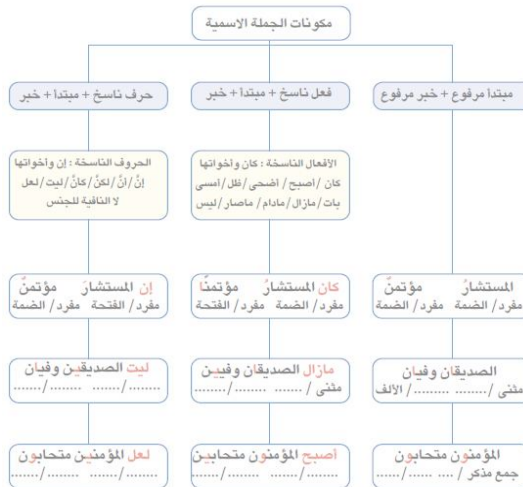 مكونات الجملة الاسمية
مبتدأ مرفوع + خبر مرفوع
فعل ناسخ + مبتدأ + خبر
حرف ناسخ + مبتدأ + خبر
الأفعال الناسخة : كان وأخواتها
كان / أصبح / أضحى / ظل / أمسى
بات / مازال / مادام / ماصار / ليس
الحروف الناسخة : إن وأخواتها
إنَّ / أنَّ / لكنَّ / كأنَّ / ليت / لعل
لا النافية للجنس
المستشارُ مؤتمنٌ
مفرد / الضمة مفرد / الضمة
كان المستشارُ مؤتمنًا
مفرد / الضمة مفرد / الفتحة
إن المستشارَ مؤتمنٌ
مفرد / الفتحة مفرد / الضمة
الصديقان وفيان
مثنى / ........ ........ / الألف
مازال الصديقان وفيين
مثنى / ....... ......../........
ليت الصديقين وفيان
......../........ ......../........
المؤمنون متحابون
جمع مذكر / .... ......../........
أصبح المؤمنون متحابين
......../........ ......../........
لعل المؤمنين متحابون
......../........ ......../........